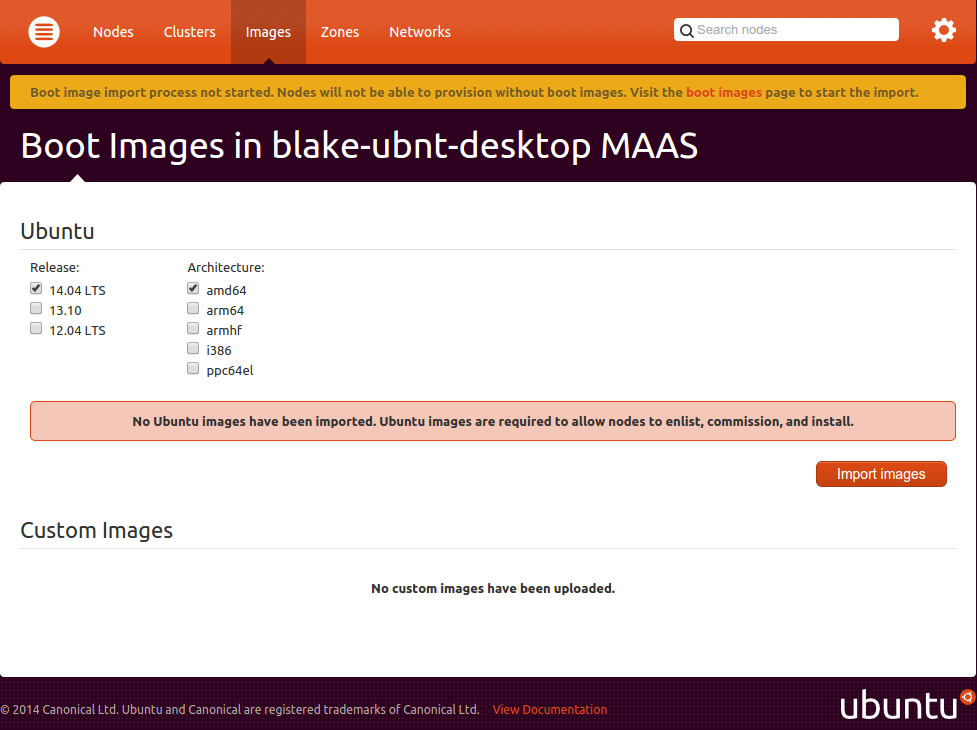 Nodes Clusters Images Zones Networks Search nodes
Boot image import process not started. Nodes will not be able to provision without boot images. Visit the boot images page to start the import.
Boot Images in blake-ubnt-desktop MAAS
Ubuntu
Release: Architecture:
14.04 LTS amd64
13.10 arm64
12.04 LTS armhf
i386
ppc64el
No Ubuntu images have been imported. Ubuntu images are required to allow nodes to enlist, commission, and install.
Import images
Custom Images
No custom images have been uploaded.
© 2014 Canonical Ltd. Ubuntu and Canonical are registered trademarks of Canonical Ltd. View Documentation ubuntu